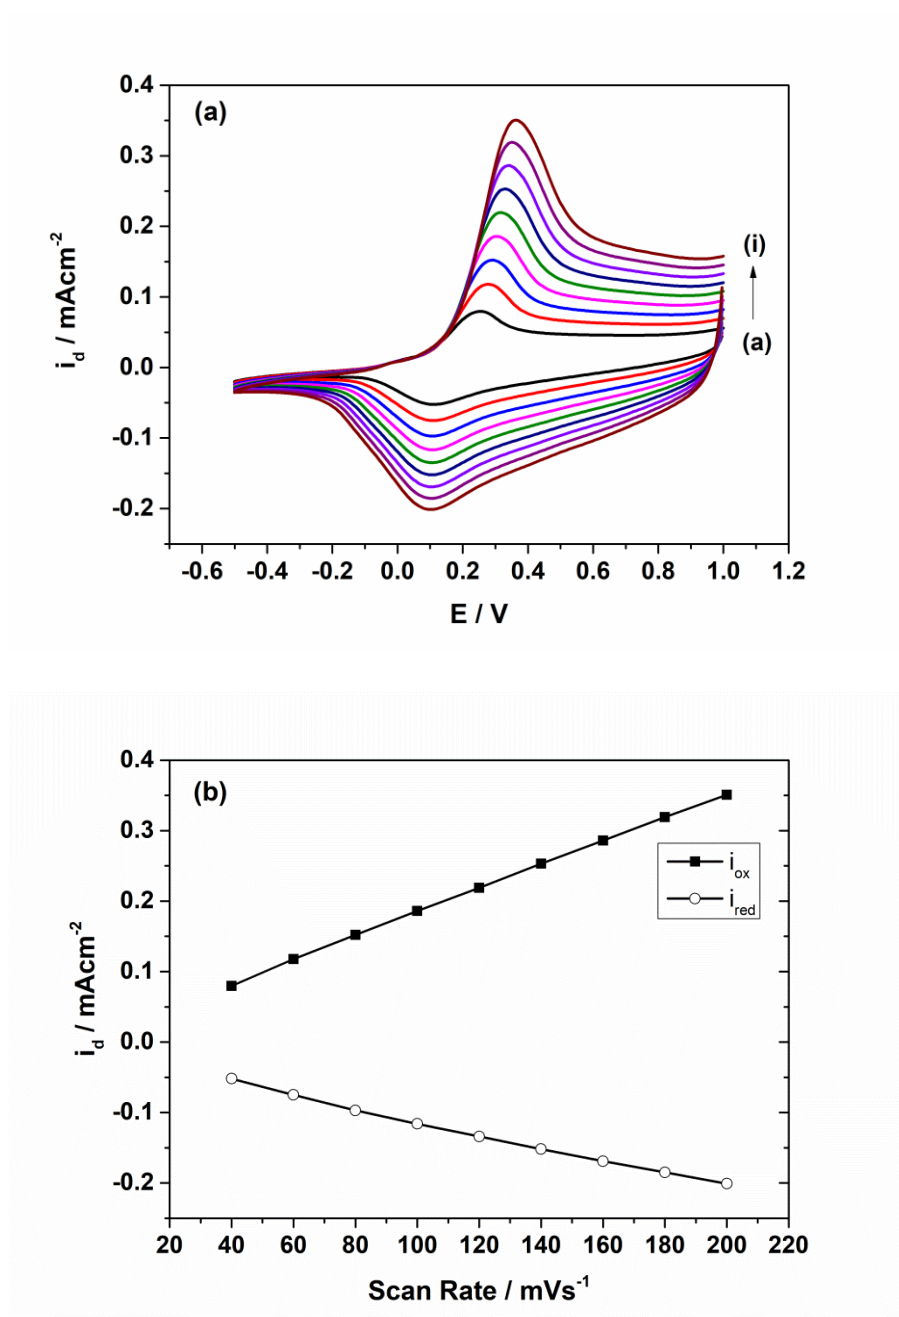 (a)
0.4
0.3
0.2
0.1
0.0
-0.1
-0.2
i_d / mAcm⁻²
(i)
(a)
-0.6 -0.4 -0.2 0.0 0.2 0.4 0.6 0.8 1.0 1.2
E / V
(b)
0.4
0.3
0.2
0.1
0.0
-0.1
-0.2
i_d / mAcm⁻²
i_ox
i_red
20 40 60 80 100 120 140 160 180 200 220
Scan Rate / mVs⁻¹